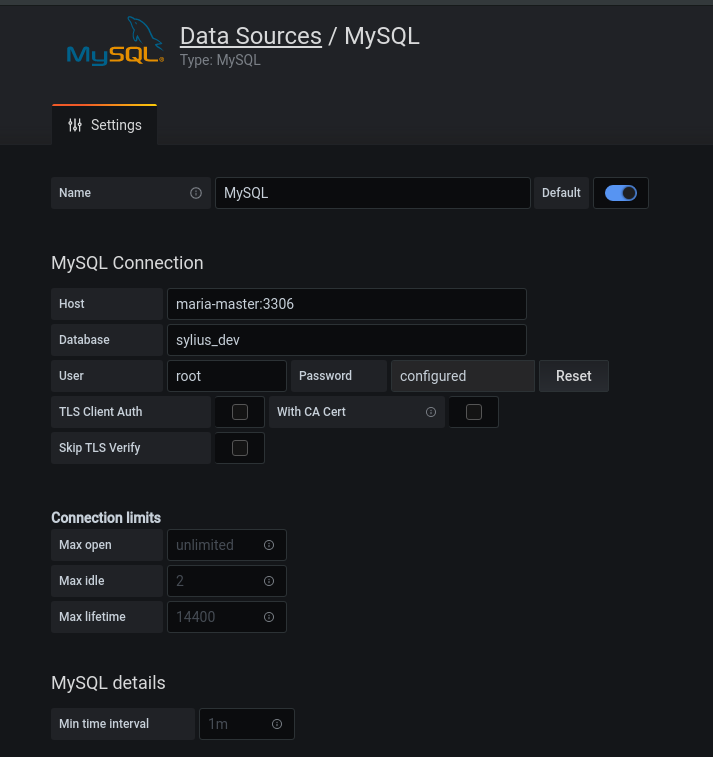 MySQL®
Data Sources / MySQL
Type: MySQL
Settings
Name MySQL Default
MySQL Connection
Host maria-master:3306
Database sylius_dev
User root Password configured Reset
TLS Client Auth With CA Cert
Skip TLS Verify
Connection limits
Max open unlimited
Max idle 2
Max lifetime 14400
MySQL details
Min time interval 1m